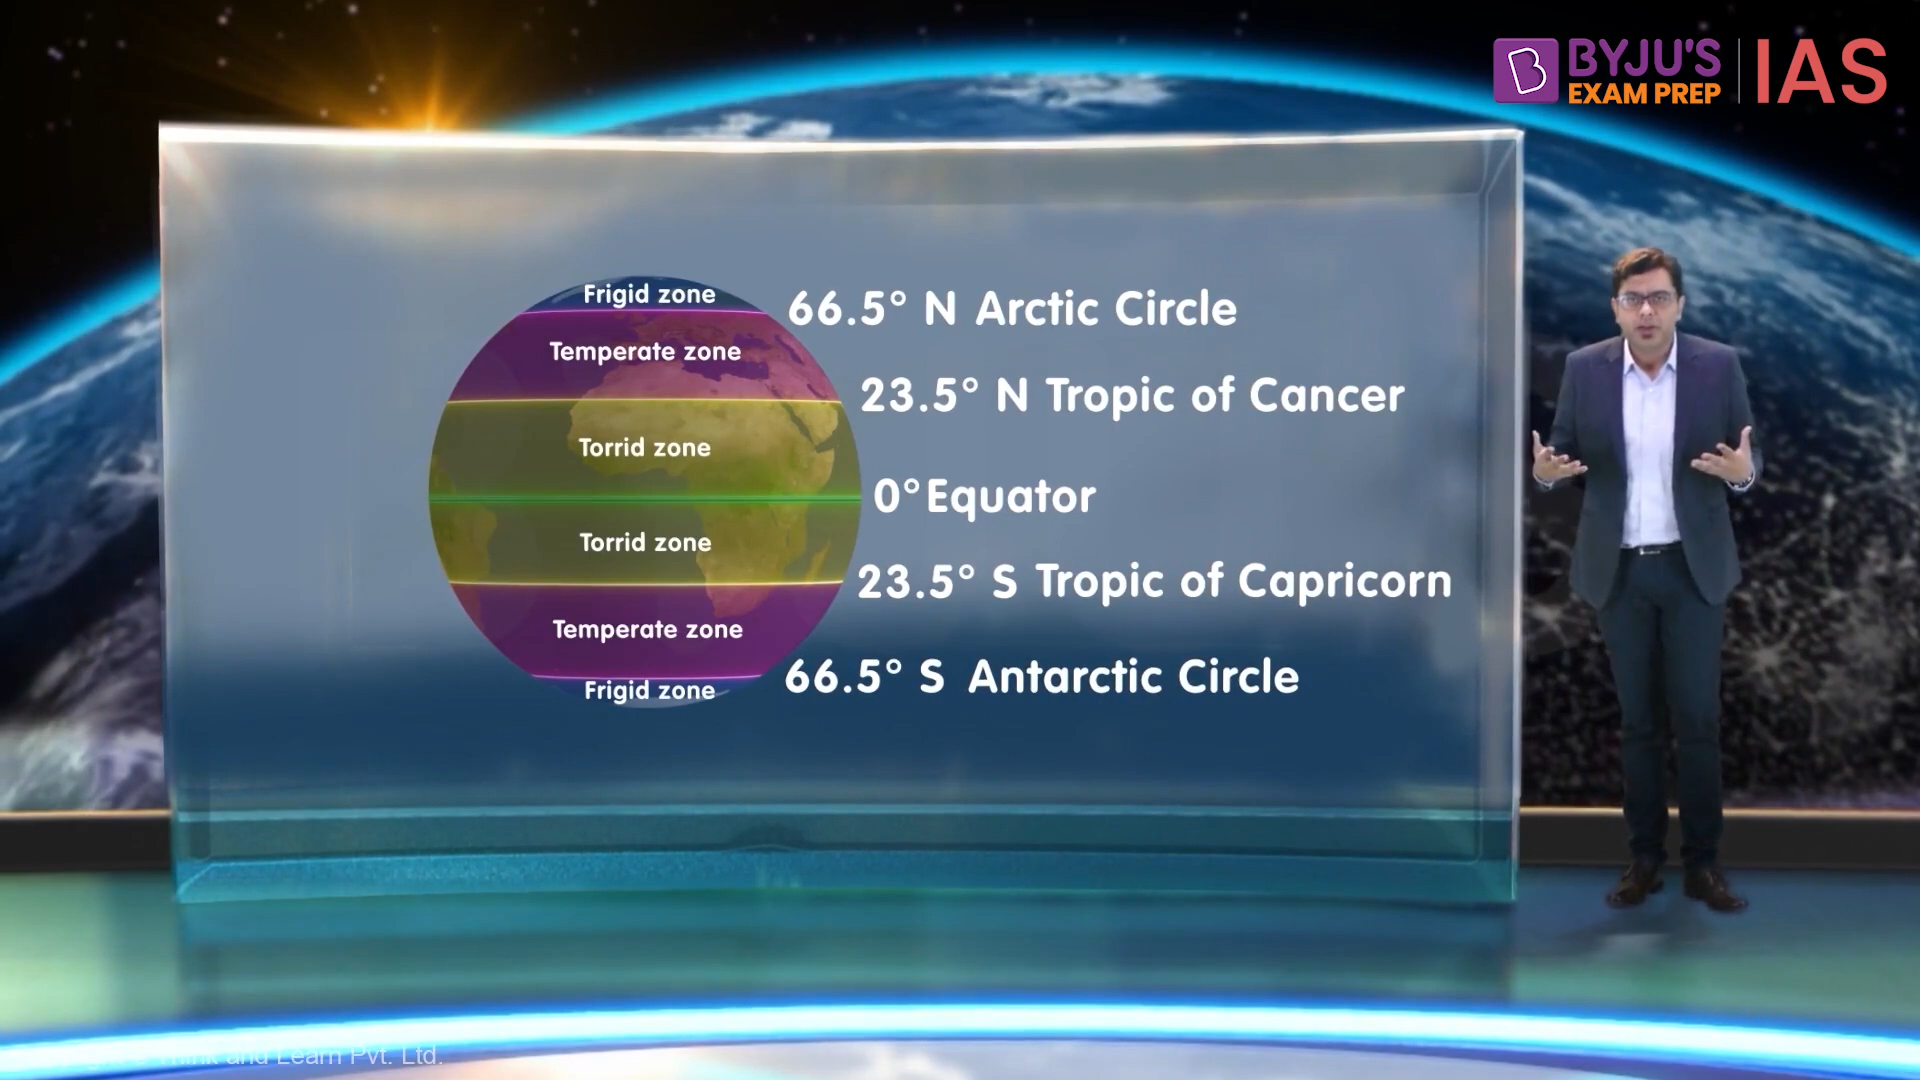 BYJU'S
EXAM PREP
IAS
Frigid zone
66.5° N Arctic Circle
Temperate zone
23.5° N Tropic of Cancer
Torrid zone
0° Equator
Torrid zone
23.5° S Tropic of Capricorn
Temperate zone
66.5° S Antarctic Circle
Frigid zone
Think and Learn Pvt. Ltd.